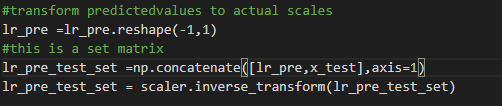 #transform predictedvalues to actual scales
lr_pre =lr_pre.reshape(-1,1)
#this is a set matrix
lr_pre_test_set =np.concatenate([lr_pre,x_test],axis=1)
lr_pre_test_set = scaler.inverse_transform(lr_pre_test_set)